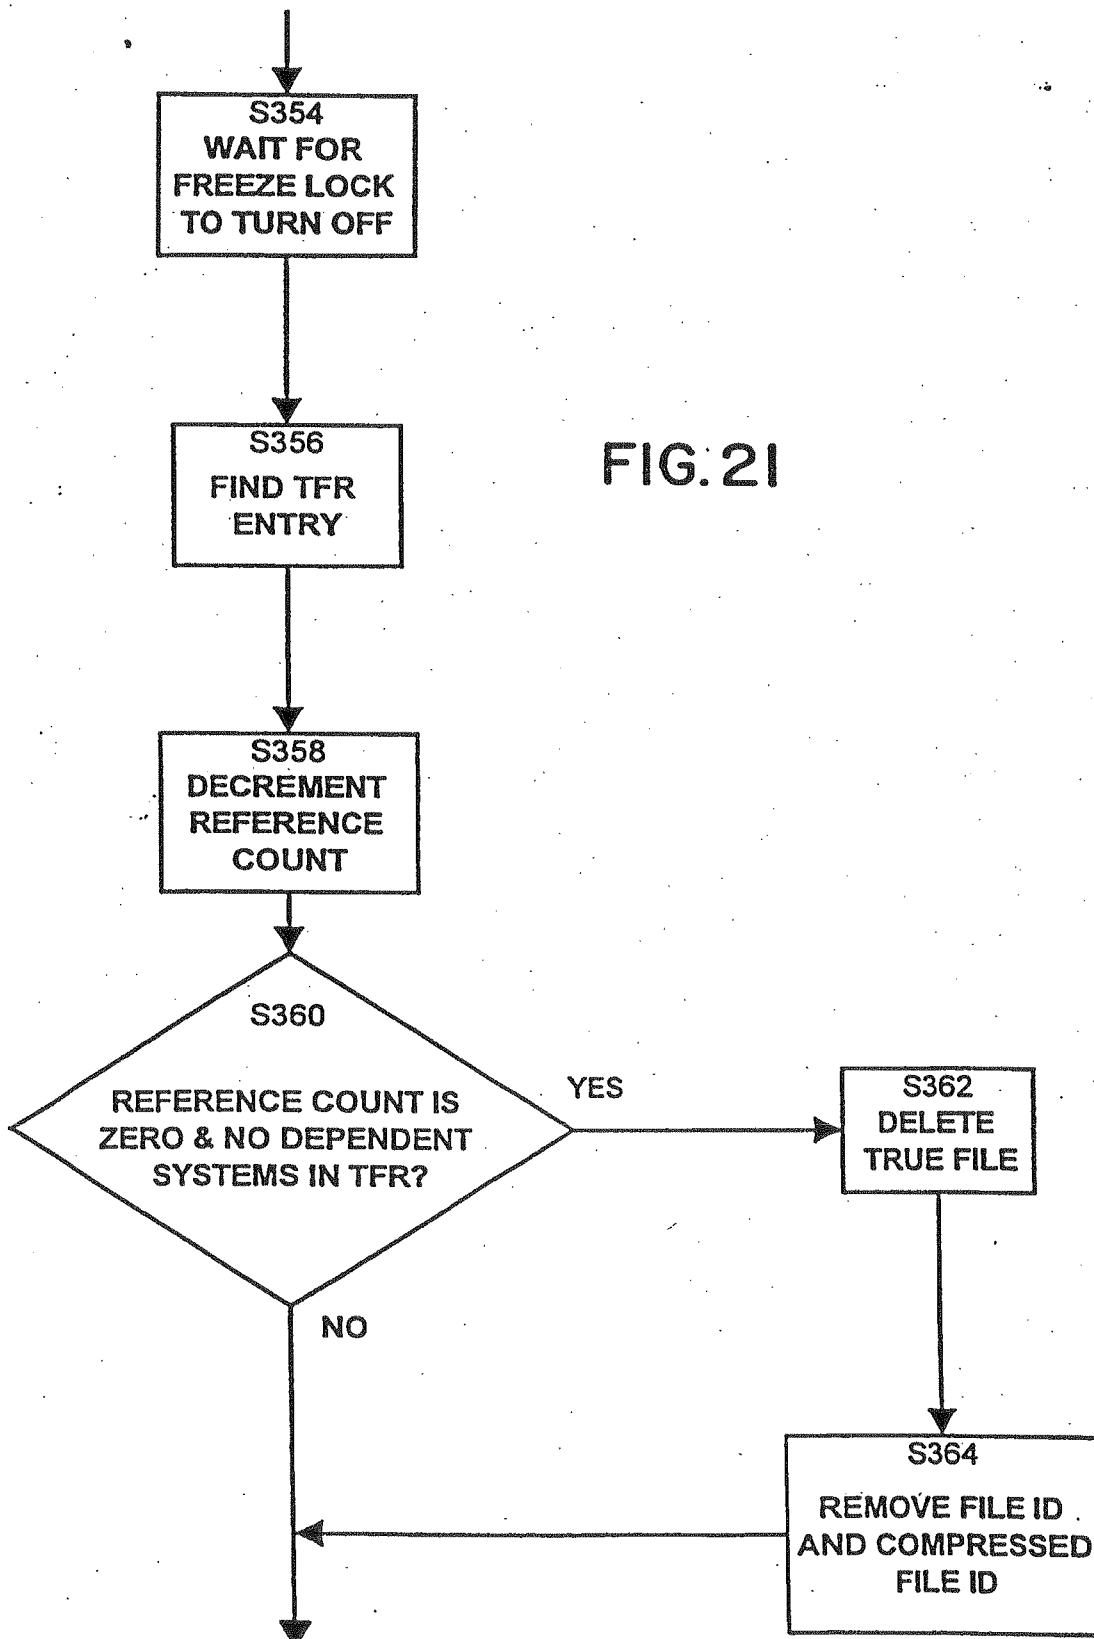 S354
WAIT FOR
FREEZE LOCK
TO TURN OFF
S356
FIND TFR
ENTRY
FIG. 21
S358
DECREMENT
REFERENCE
COUNT
S360
REFERENCE COUNT IS
ZERO & NO DEPENDENT
SYSTEMS IN TFR?
YES
S362
DELETE
TRUE FILE
NO
S364
REMOVE FILE ID
AND COMPRESSED
FILE ID